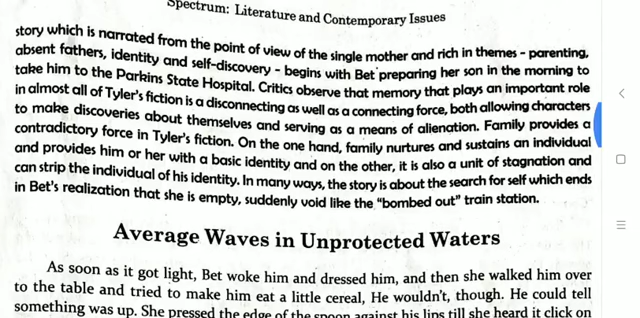 Spectrum: Literature and Contemporary Issues
story which is narrated from the point of view of the single mother and rich in themes - parenting,
absent fathers, identity and self-discovery - begins with Bet preparing her son in the morning to
take him to the Parkins State Hospital. Critics observe that memory that plays an important role
in almost all of Tyler's fiction is a disconnecting as well as a connecting force, both allowing characters
to make discoveries about themselves and serving as a means of alienation. Family provides a
contradictory force in Tyler's fiction. On the one hand, family nurtures and sustains an individual
and provides him or her with a basic identity and on the other, it is also a unit of stagnation and
can strip the individual of his identity. In many ways, the story is about the search for self which ends
in Bet's realization that she is empty, suddenly void like the "bombed out" train station.
Average Waves in Unprotected Waters
As soon as it got light, Bet woke him and dressed him, and then she walked him over
to the table and tried to make him eat a little cereal, He wouldn't, though. He could tell
something was up. She pressed the edge of the spoon against his lips till she heard it click on